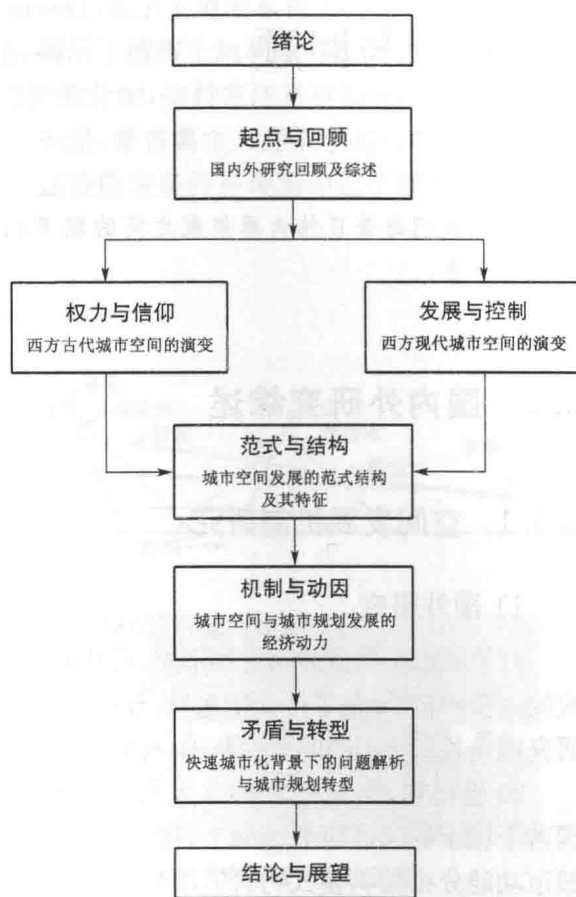 绪论
起点与回顾
国内外研究回顾及综述
权力与信仰
西方古代城市空间的演变
发展与控制
西方现代城市空间的演变
范式与结构
城市空间发展的范式结构
及其特征
机制与动因
城市空间与城市规划发展的
经济动力
矛盾与转型
快速城市化背景下的问题解析
与城市规划转型
结论与展望
国内外研究综述